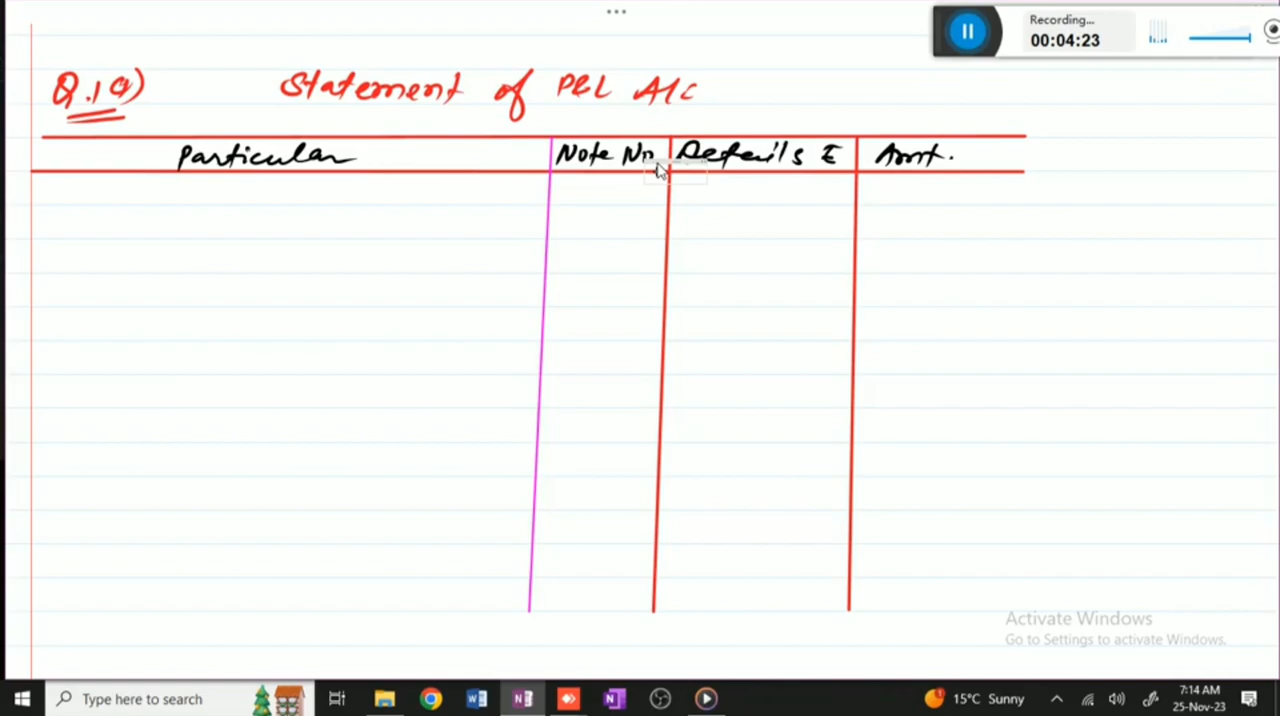 Recording...
00:04:23
Q.1 a) Statement of P&L A/c
Particular Note No Details ₹ Amt.
Activate Windows
Go to Settings to activate Windows.
Type here to search
15°C Sunny
7:14 AM
25-Nov-23